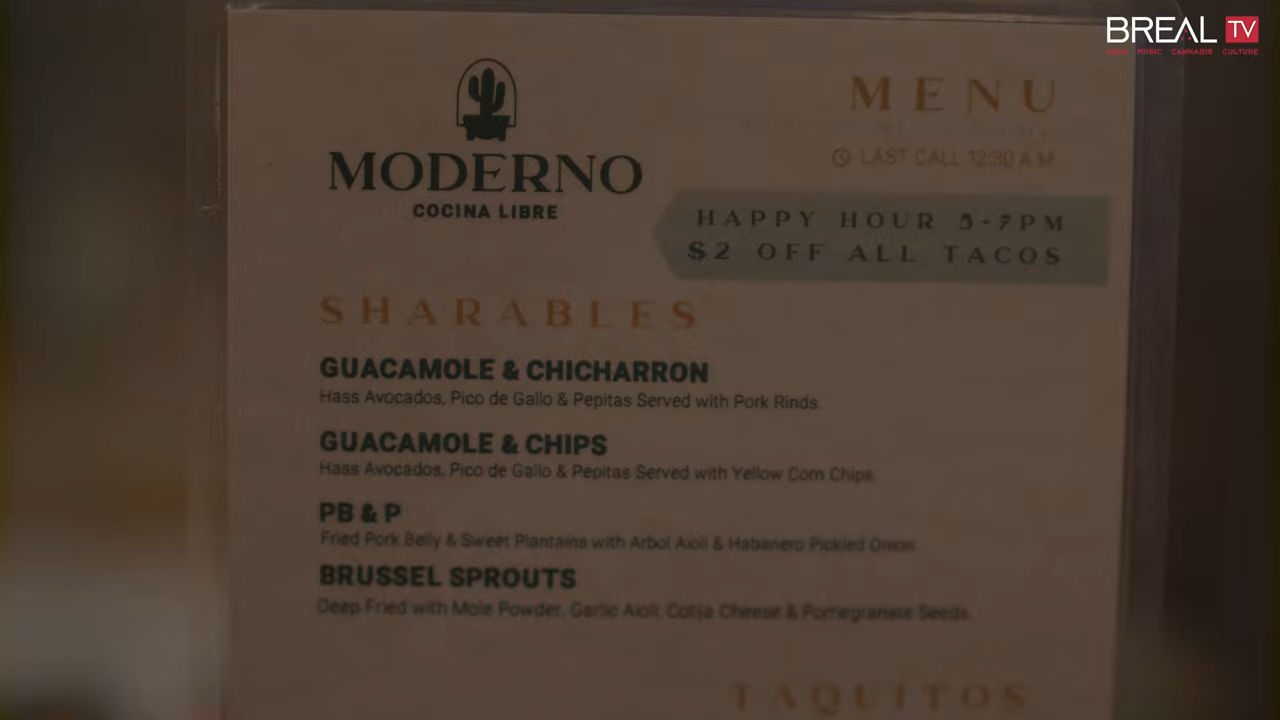 BREAL TV
MUSIC CANNABIS CULTURE
MENU
LAST CALL 12:30 A.M
MODERNO
COCINA LIBRE
HAPPY HOUR 5-7PM
$2 OFF ALL TACOS
SHARABLES
GUACAMOLE & CHICHARRON
Hass Avocados, Pico de Gallo & Pepitas Served with Pork Rinds.
GUACAMOLE & CHIPS
Hass Avocados, Pico de Gallo & Pepitas Served with Yellow Corn Chips.
PB & P
Fried Pork Belly & Sweet Plantains with Arbol Aioli & Habanero Pickled Onion
BRUSSEL SPROUTS
Deep Fried with Mole Powder, Garlic Aioli, Cotija Cheese & Pomegranate Seeds.
TAQUITOS